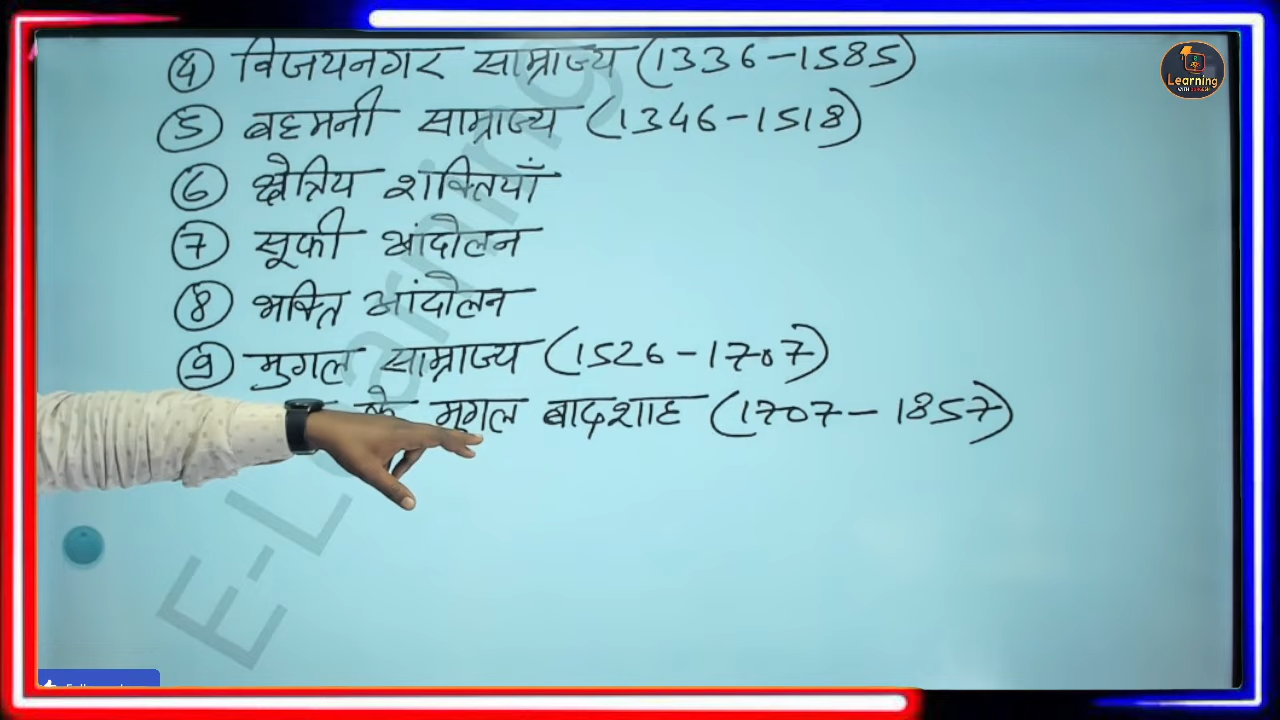 Learning
④ विजयनगर साम्राज्य (1336-1585)
⑤ बहमनी साम्राज्य (1346-1518)
⑥ क्षेत्रिय शक्तियाँ
⑦ सूफी आंदोलन
⑧ भक्ति आंदोलन
⑨ मुगल साम्राज्य (1526-1707)
के मुगल बादशाह (1707-1857)
E-Learning